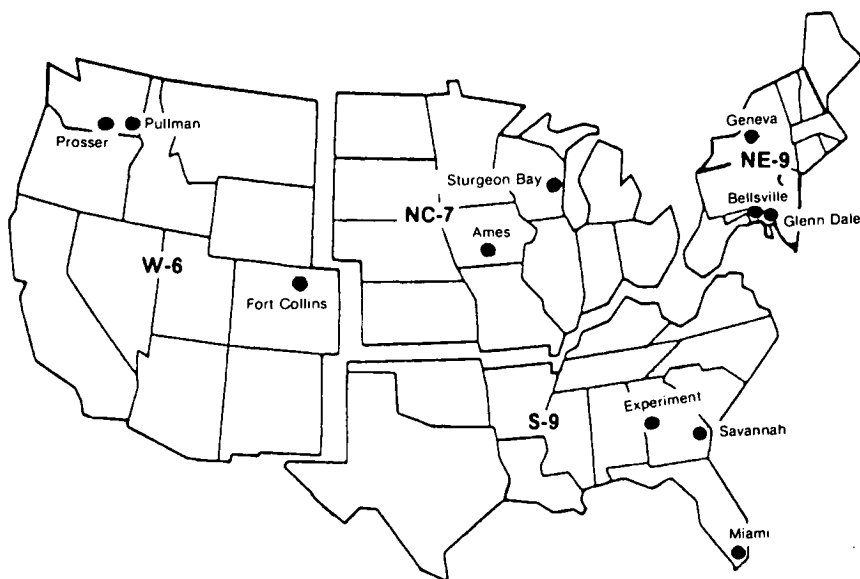 Geneva
Pullman
Prosser
NE-9
Sturgeon Bay
Bellsville
NC-7
Glenn Dale
Ames
W-6
Fort Collins
Experiment
S-9
Savannah
Miami